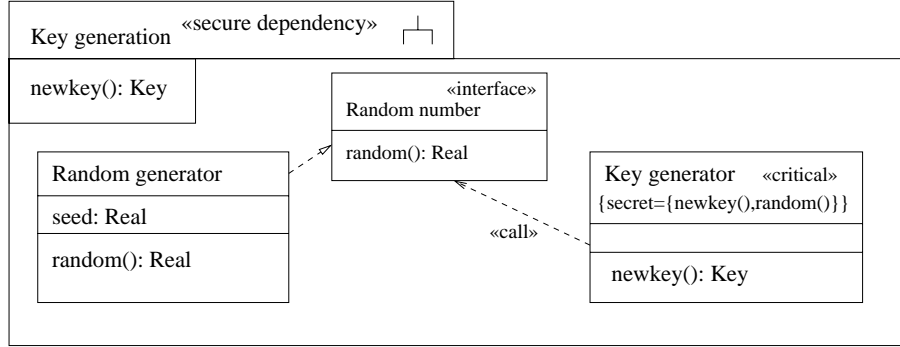 Key generation «secure dependency»
newkey(): Key
«interface»
Random number
random(): Real
Random generator
seed: Real
random(): Real
Key generator «critical»
{secret={newkey(),random()}}
newkey(): Key
«call»